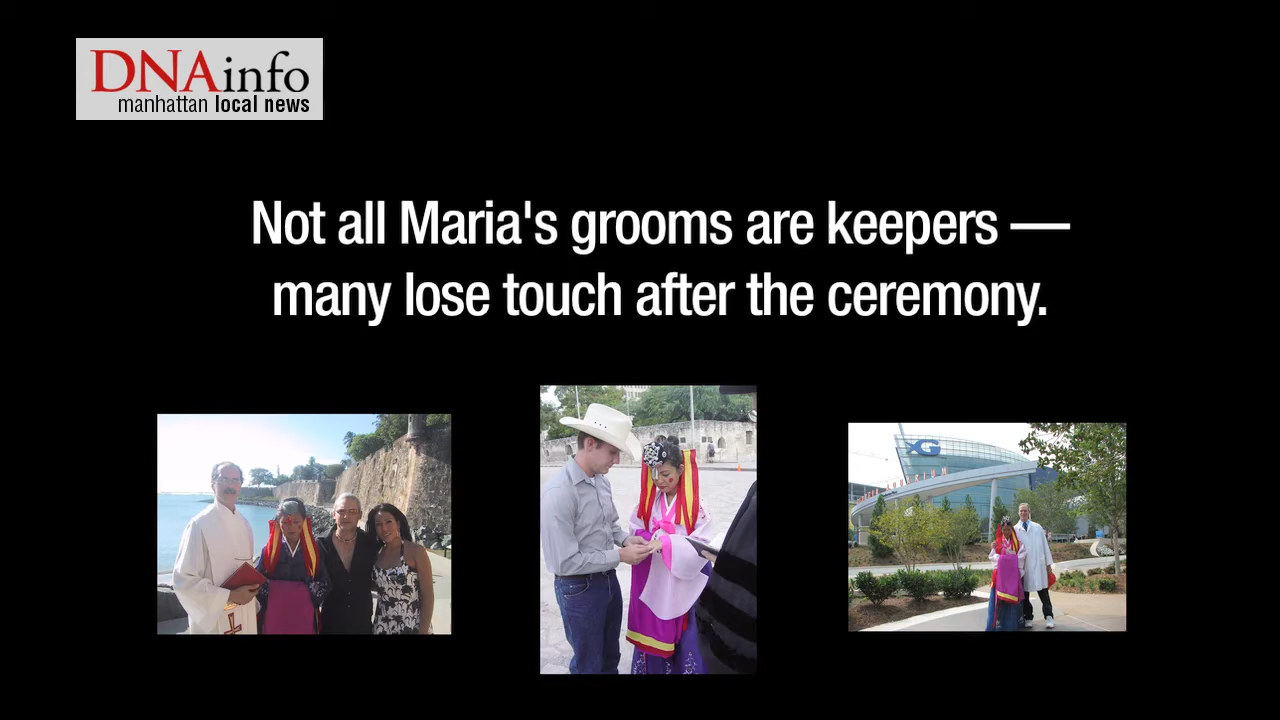 DNAinfo
manhattan local news
Not all Maria's grooms are keepers —
many lose touch after the ceremony.
G